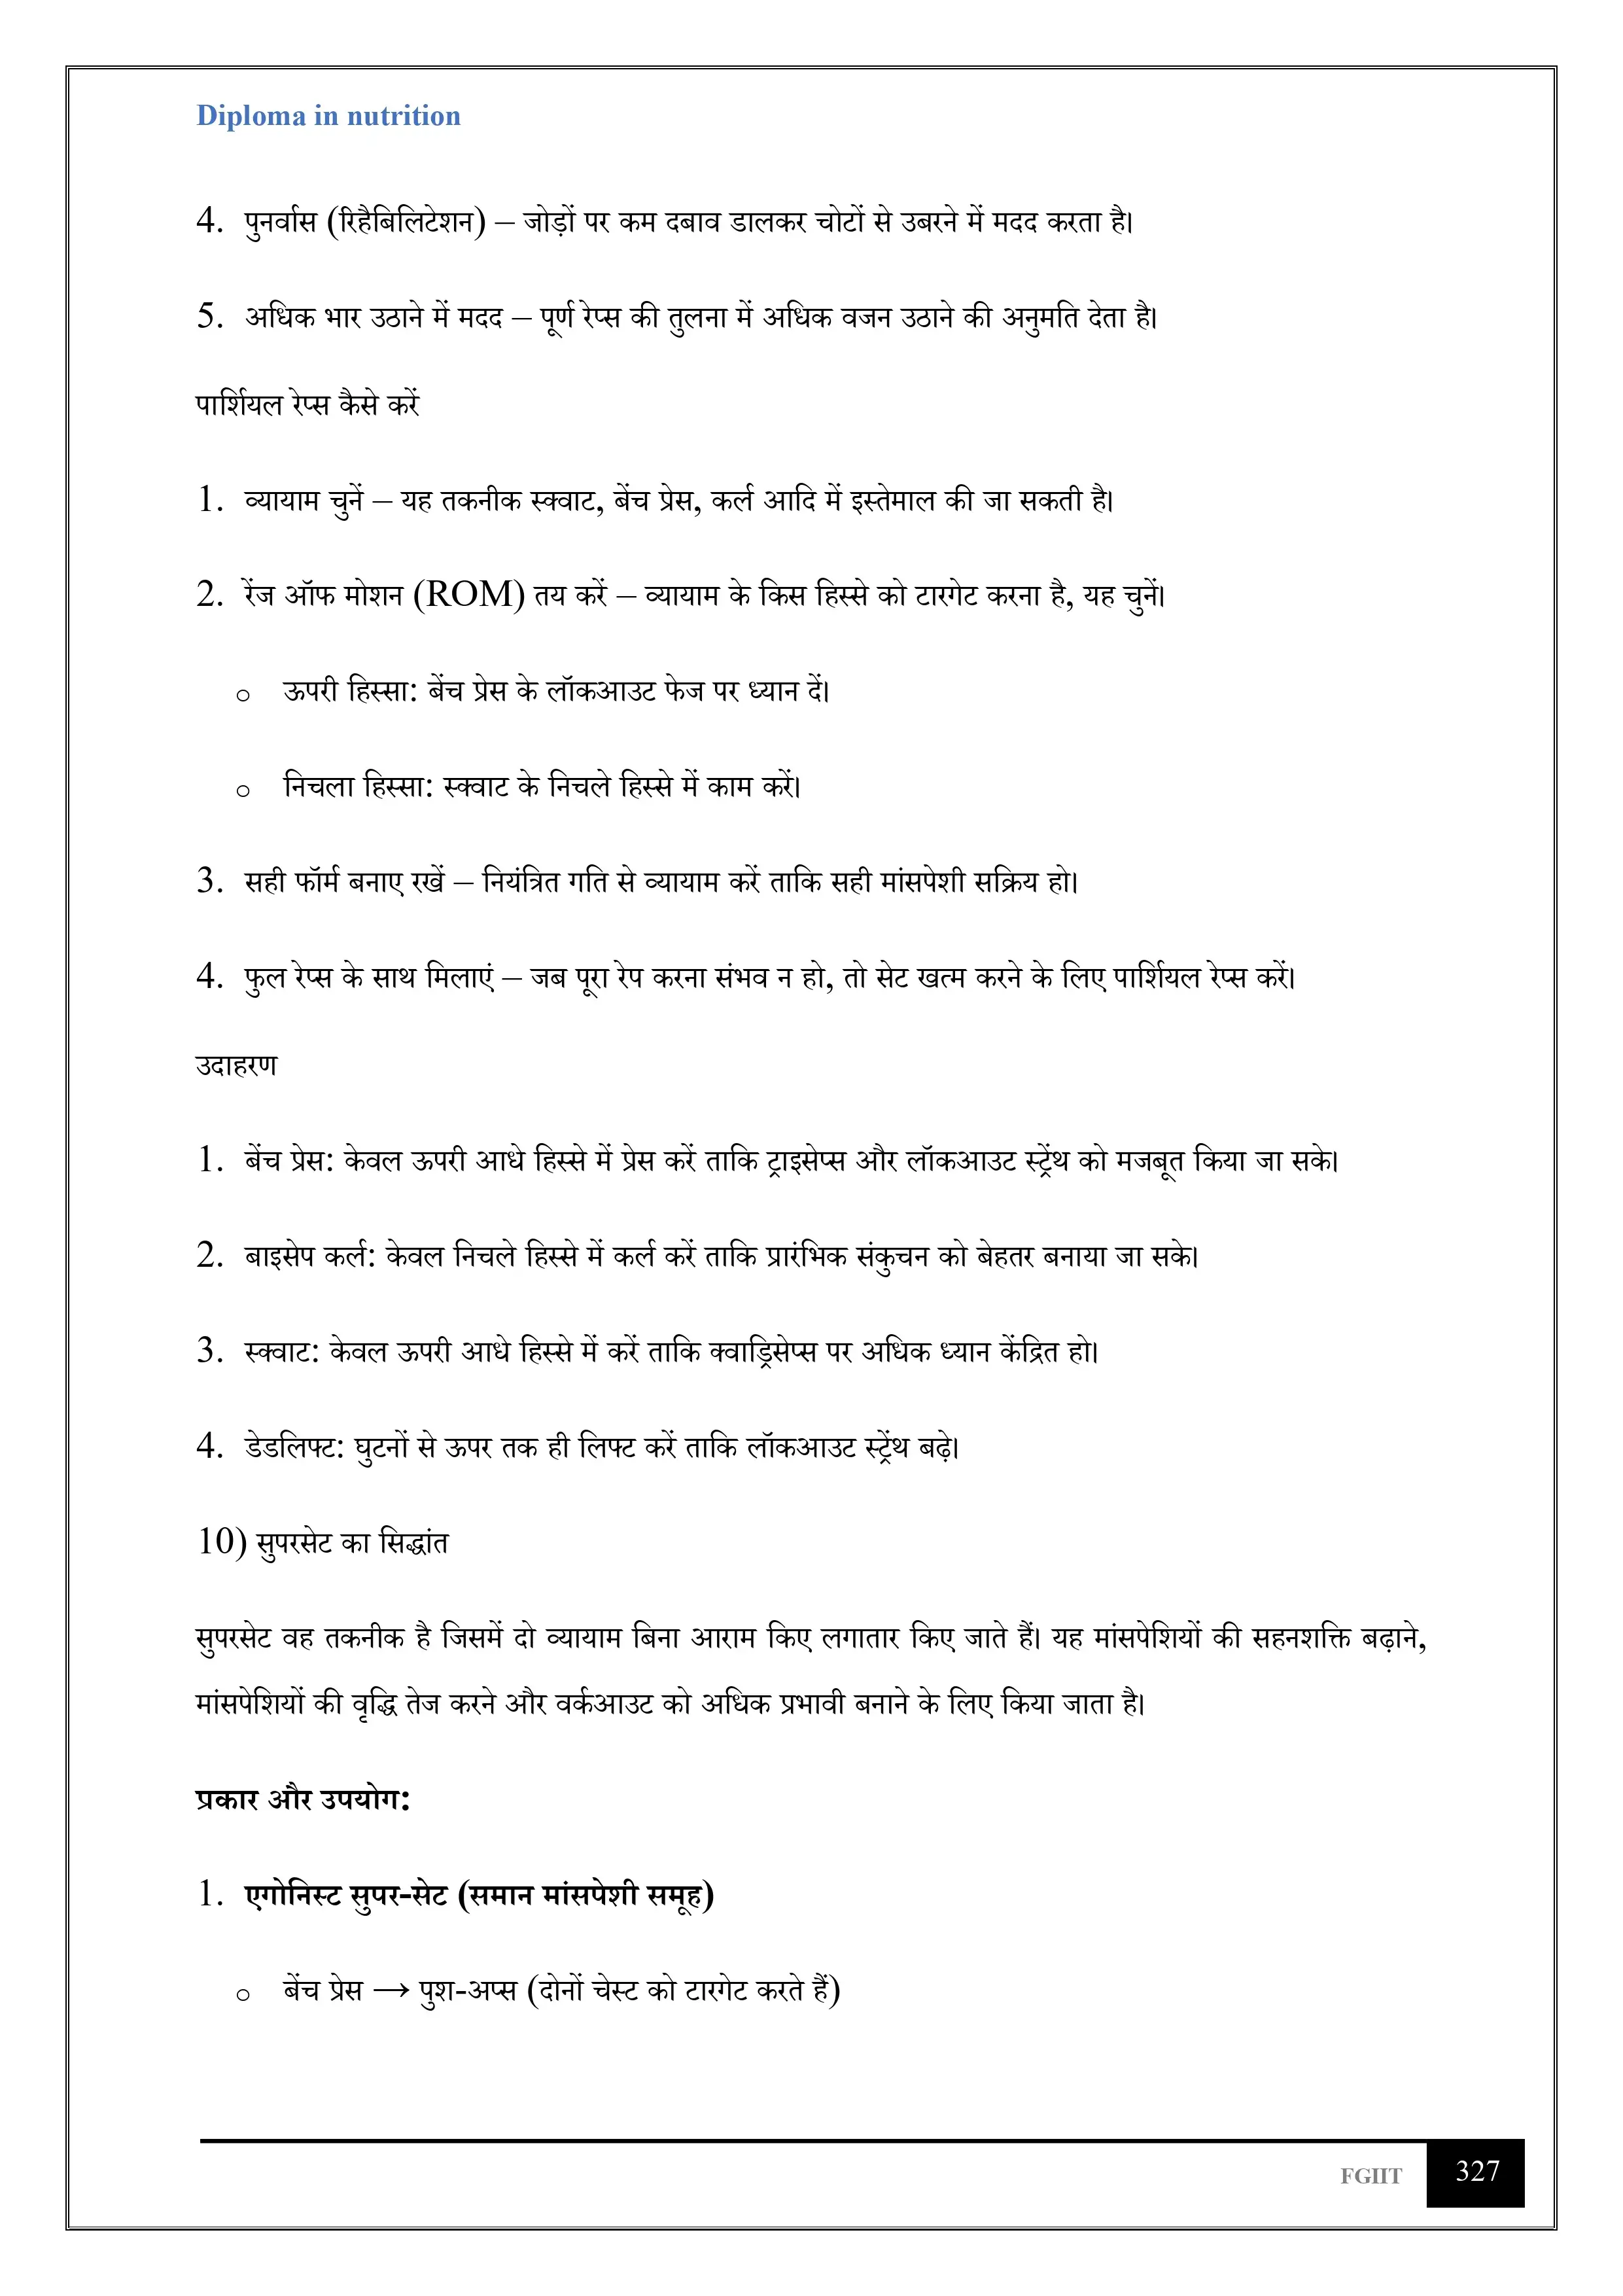 Diploma in nutrition
4. पुनर्वास (रिहैबिलिटेशन) – जोड़ों पर कम दबाव डालकर चोटों से उबरने में मदद करता है।
5. अधिक भार उठाने में मदद – पूर्ण रेप्स की तुलना में अधिक वजन उठाने की अनुमति देता है।
पार्शियल रेप्स कैसे करें
1. व्यायाम चुनें – यह तकनीक स्क्वाट, बेंच प्रेस, कर्ल आदि में इस्तेमाल की जा सकती है।
2. रेंज ऑफ मोशन (ROM) तय करें – व्यायाम के किस हिस्से को टारगेट करना है, यह चुनें।
o ऊपरी हिस्सा: बेंच प्रेस के लॉकआउट फेज पर ध्यान दें।
o निचला हिस्सा: स्क्वाट के निचले हिस्से में काम करें।
3. सही फॉर्म बनाए रखें – नियंत्रित गति से व्यायाम करें ताकि सही मांसपेशी सक्रिय हो।
4. फुल रेप्स के साथ मिलाएं – जब पूरा रेप करना संभव न हो, तो सेट खत्म करने के लिए पार्शियल रेप्स करें।
उदाहरण
1. बेंच प्रेस: केवल ऊपरी आधे हिस्से में प्रेस करें ताकि ट्राइसेप्स और लॉकआउट स्ट्रेंथ को मजबूत किया जा सके।
2. बाइसेप कर्ल: केवल निचले हिस्से में कर्ल करें ताकि प्रारंभिक संकुचन को बेहतर बनाया जा सके।
3. स्क्वाट: केवल ऊपरी आधे हिस्से में करें ताकि क्वाड्रिसेप्स पर अधिक ध्यान केंद्रित हो।
4. डेडलिफ्ट: घुटनों से ऊपर तक ही लिफ्ट करें ताकि लॉकआउट स्ट्रेंथ बढ़े।
10) सुपरसेट का सिद्धांत
सुपरसेट वह तकनीक है जिसमें दो व्यायाम बिना आराम किए लगातार किए जाते हैं। यह मांसपेशियों की सहनशक्ति बढ़ाने,
मांसपेशियों की वृद्धि तेज करने और वर्कआउट को अधिक प्रभावी बनाने के लिए किया जाता है।
प्रकार और उपयोग:
1. एगोनिस्ट सुपर-सेट (समान मांसपेशी समूह)
o बेंच प्रेस → पुश-अप्स (दोनों चेस्ट को टारगेट करते हैं)
FGIIT 327